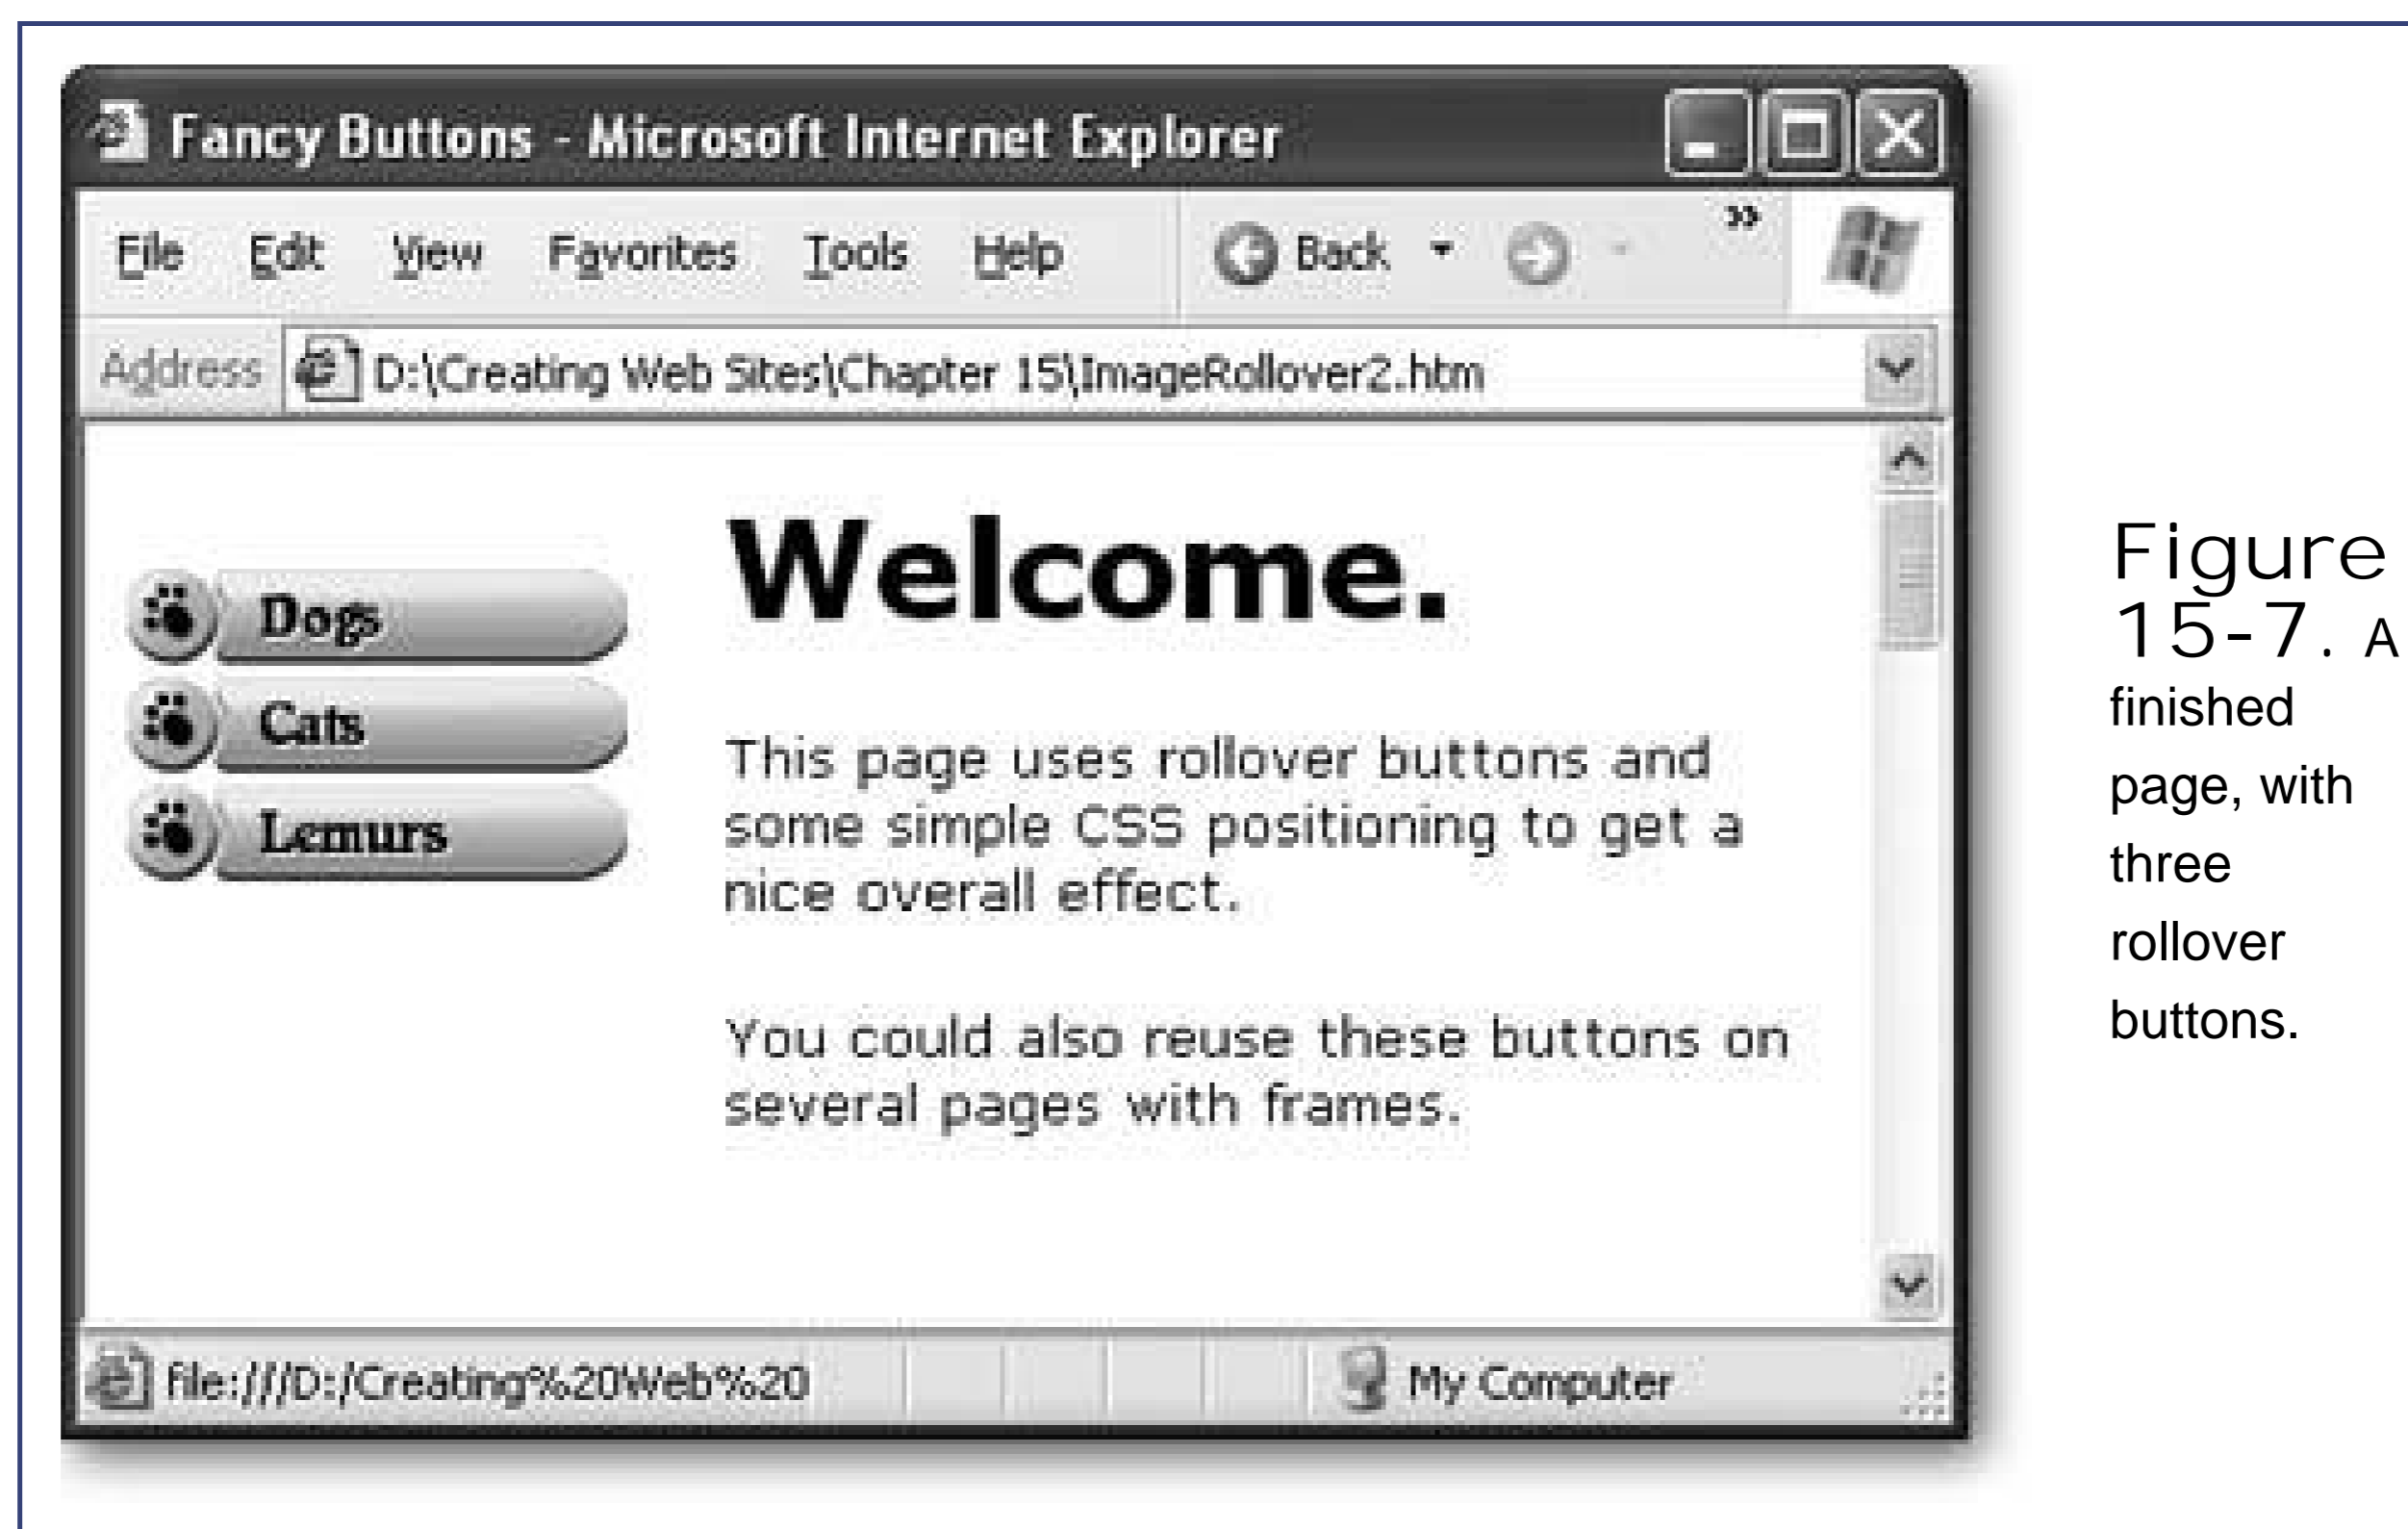 Fancy Buttons - Microsoft Internet Explorer
File Edit View Favorites Tools Help Back »
Address D:\Creating Web Sites\Chapter 15\ImageRollover2.htm
Dogs
Cats
Lemurs
Welcome.
This page uses rollover buttons and
some simple CSS positioning to get a
nice overall effect.
You could also reuse these buttons on
several pages with frames.
file:///D:/Creating%20Web%20
My Computer
Figure
15-7. A
finished
page, with
three
rollover
buttons.